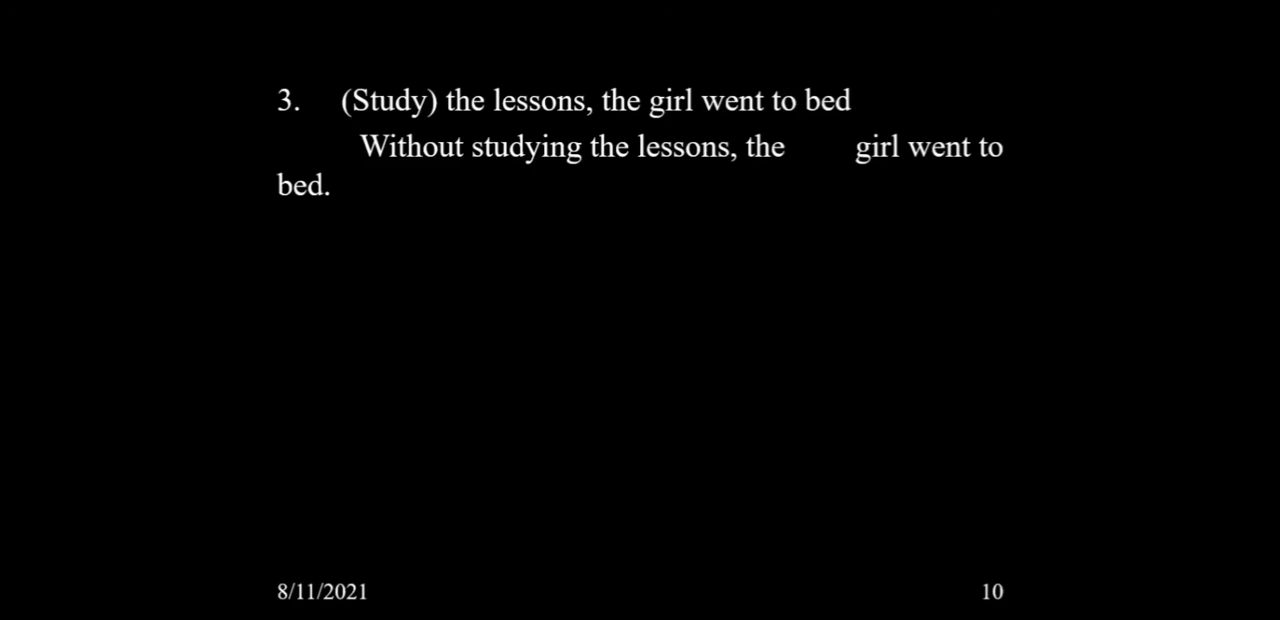 3. (Study) the lessons, the girl went to bed
Without studying the lessons, the girl went to
bed.
8/11/2021 10